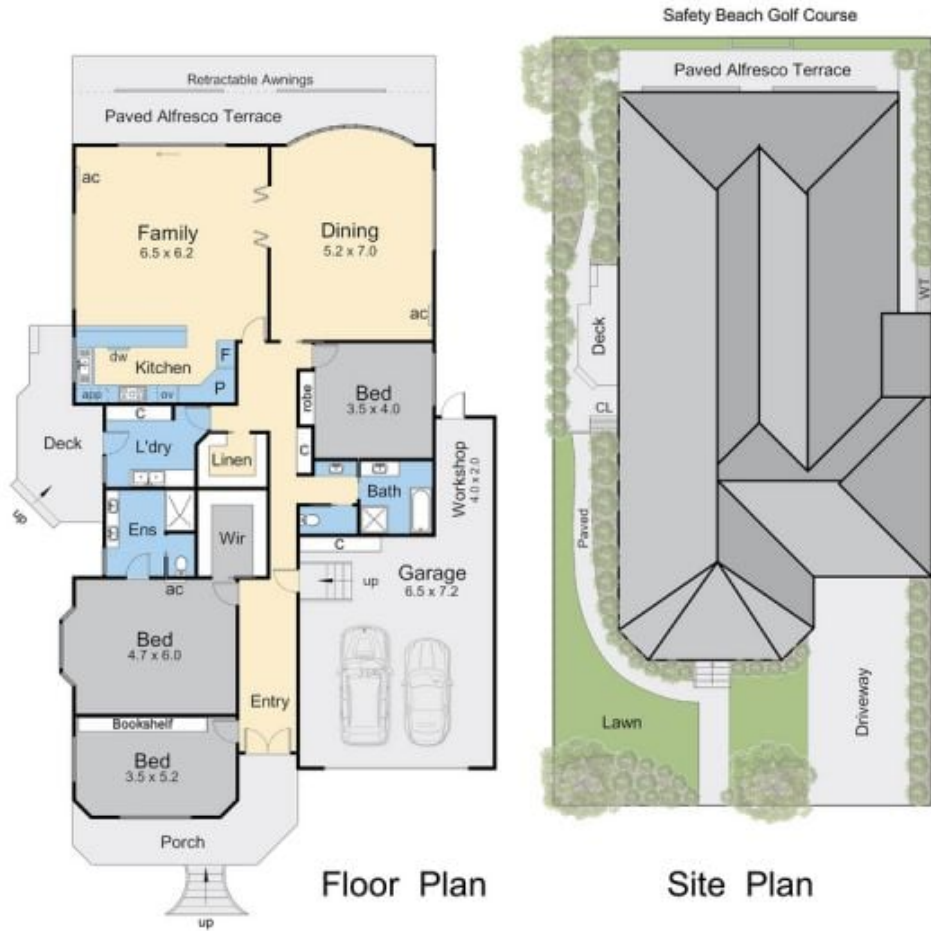 Retractable Awnings
Paved Alfresco Terrace
ac
Family
6.5 x 6.2
Dining
5.2 x 7.0
ac
dw
Kitchen
F
P
app
ov
Bed
3.5 x 4.0
robe
C
Deck
up
C
L'dry
Linen
Workshop
4.0 x 2.0
Bath
Ens
Wir
C
up
Garage
6.5 x 7.2
ac
Bed
4.7 x 6.0
Entry
Bookshelf
Bed
3.5 x 5.2
Porch
up
Floor Plan
Safety Beach Golf Course
Paved Alfresco Terrace
WT
Deck
CL
Paved
Lawn
Driveway
Site Plan